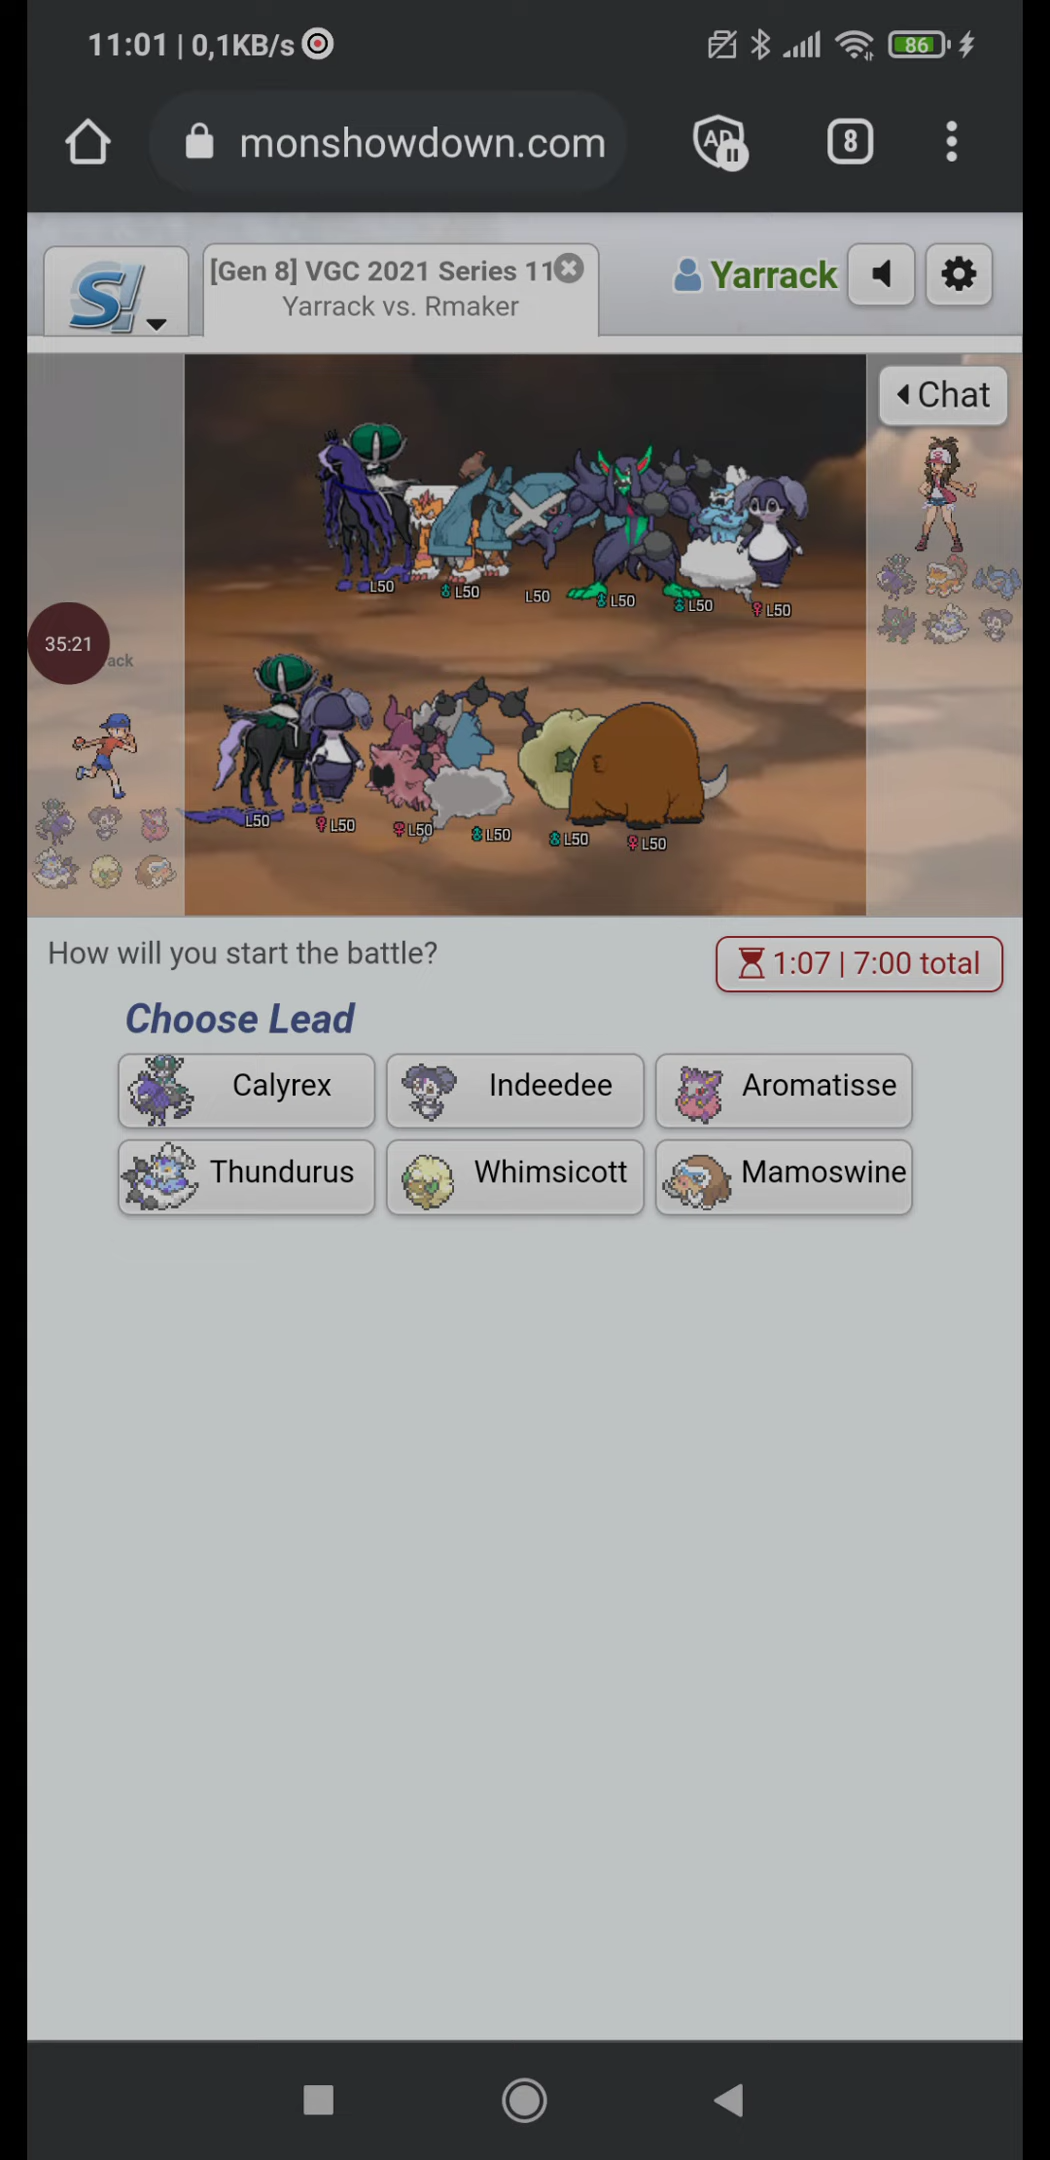 11:01 | 0,1KB/s
86
monshowdown.com
AD
8
S!
[Gen 8] VGC 2021 Series 11
Yarrack vs. Rmaker
Yarrack
Chat
L50
L50
L50
L50
L50
L50
35:21
ack
L50
L50
L50
L50
L50
L50
How will you start the battle?
1:07 | 7:00 total
Choose Lead
Calyrex
Indeedee
Aromatisse
Thundurus
Whimsicott
Mamoswine